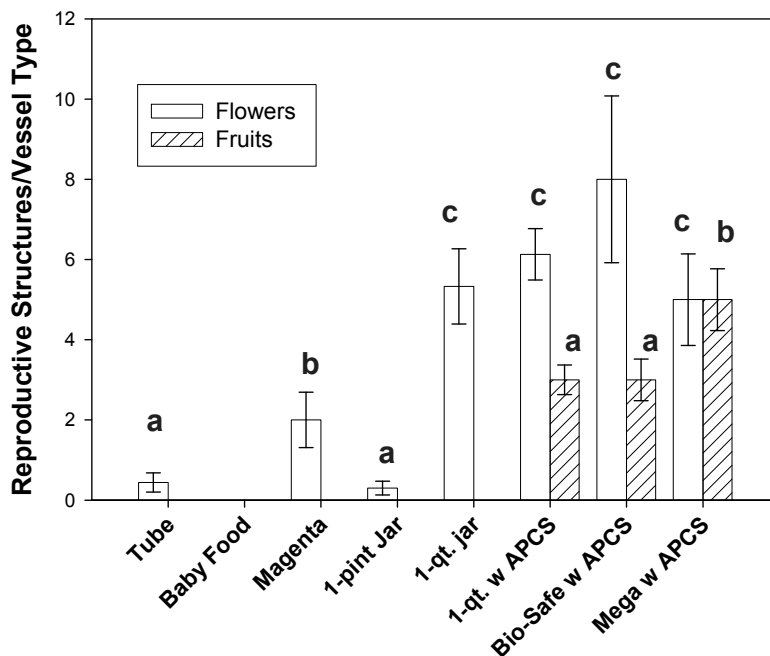 Reproductive Structures/Vessel Type
12
10
8
6
4
2
0
Flowers
Fruits
a
b
a
c
c
a
c
a
c
b
Tube
Baby Food
Magenta
1-pint Jar
1-qt. jar
1-qt. w APCS
Bio-Safe w APCS
Mega w APCS